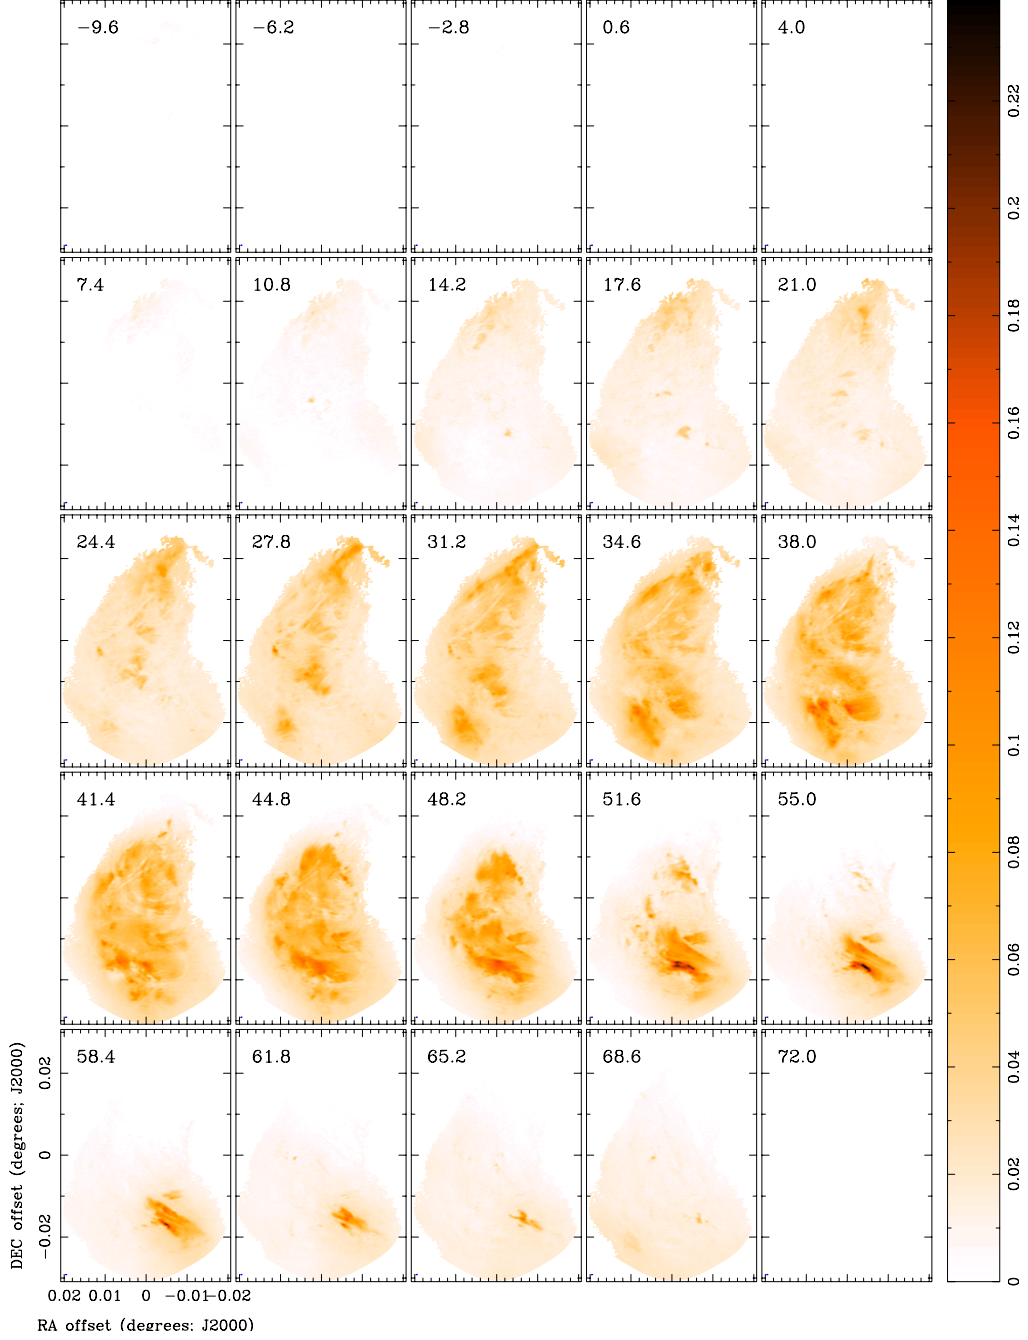 −9.6 −6.2 −2.8 0.6 4.0
7.4 10.8 14.2 17.6 21.0
24.4 27.8 31.2 34.6 38.0
41.4 44.8 48.2 51.6 55.0
58.4 61.8 65.2 68.6 72.0
DEC offset (degrees; J2000)
0.02
0
−0.02
0.02 0.01 0 −0.01 −0.02
RA offset (degrees; J2000)
0.22
0.2
0.18
0.16
0.14
0.12
0.1
0.08
0.06
0.04
0.02
0